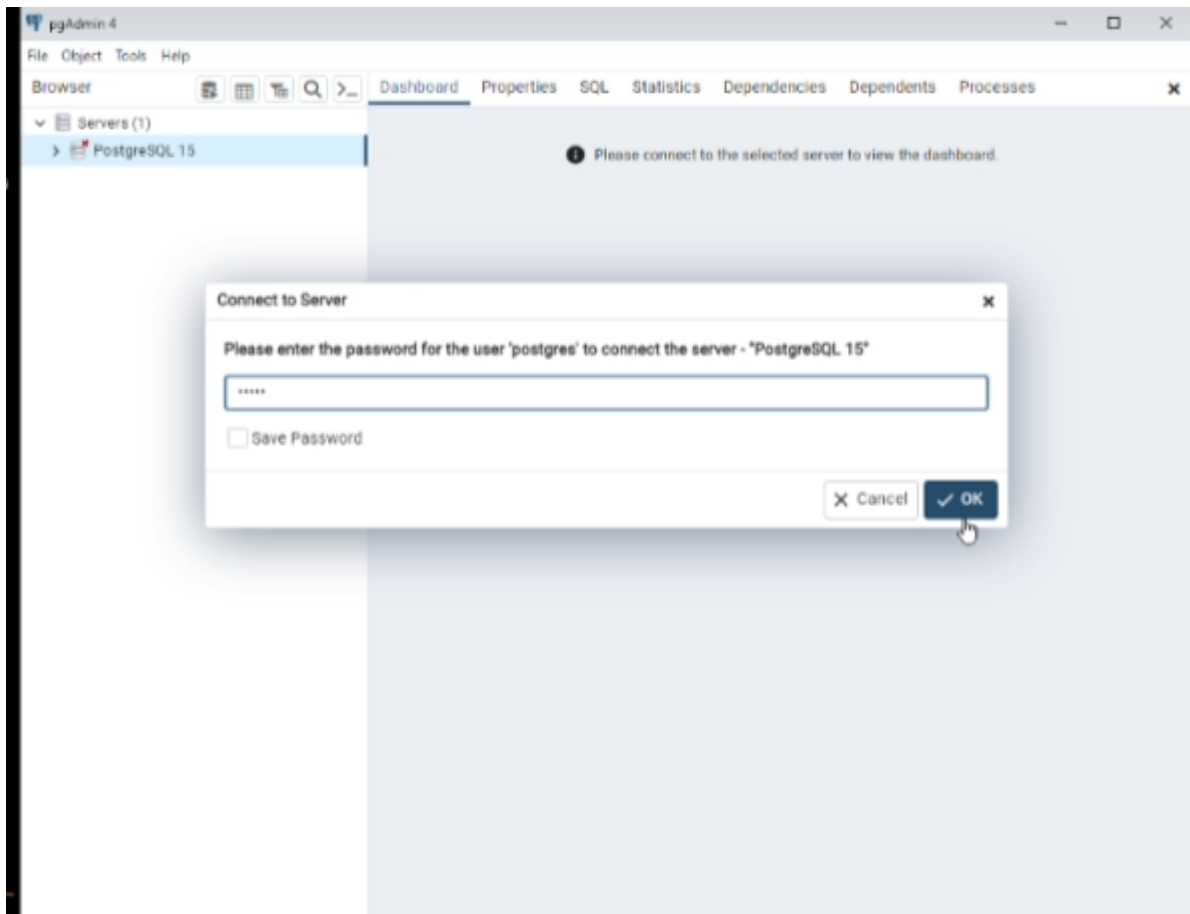 pgAdmin 4
File Object Tools Help
Browser
Dashboard Properties SQL Statistics Dependencies Dependents Processes
Servers (1)
PostgreSQL 15
Please connect to the selected server to view the dashboard.
Connect to Server
Please enter the password for the user 'postgres' to connect the server - "PostgreSQL 15"
•••••
Save Password
Cancel OK